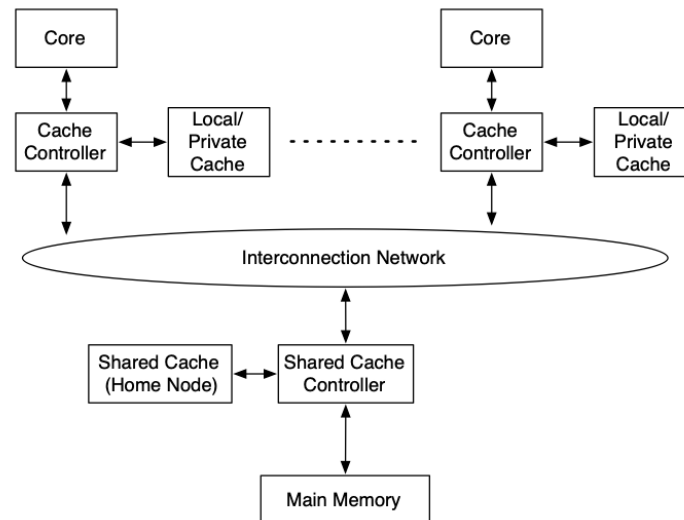 Core
Core
Cache
Controller
Local/
Private
Cache
Cache
Controller
Local/
Private
Cache
Interconnection Network
Shared Cache
(Home Node)
Shared Cache
Controller
Main Memory